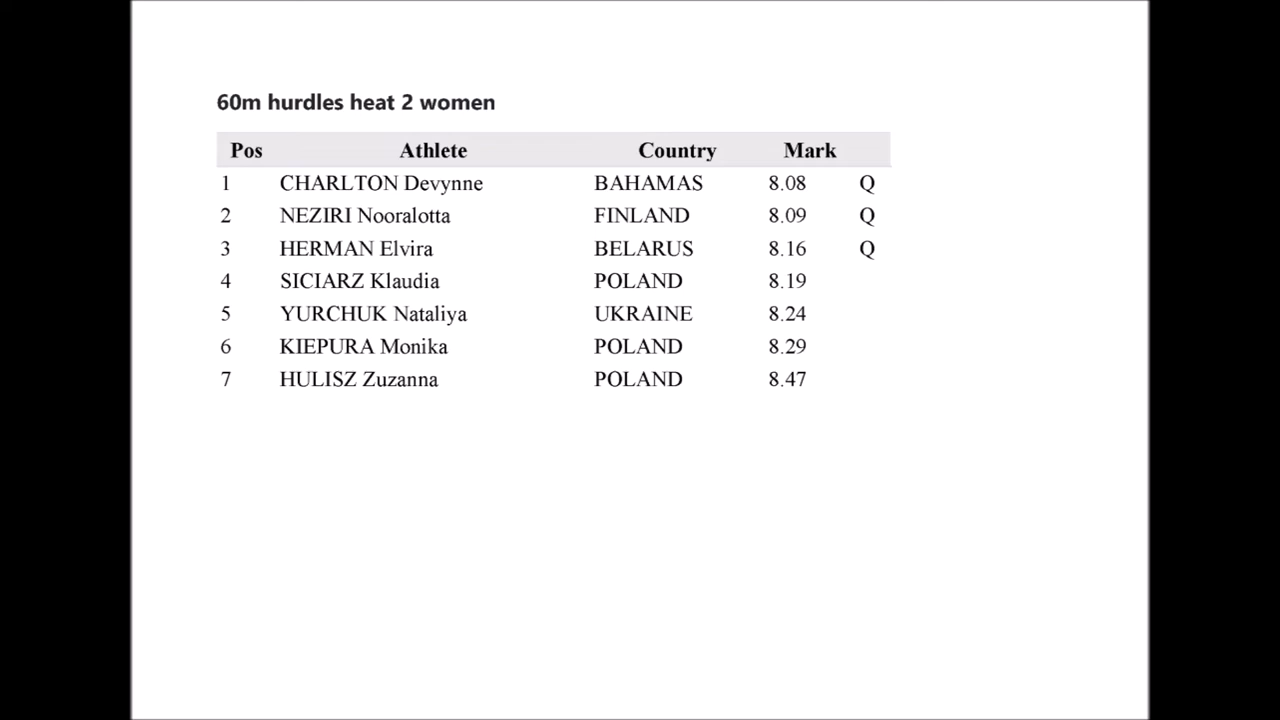 60m hurdles heat 2 women
Pos Athlete Country Mark
1 CHARLTON Devynne BAHAMAS 8.08 Q
2 NEZIRI Nooralotta FINLAND 8.09 Q
3 HERMAN Elvira BELARUS 8.16 Q
4 SICIARZ Klaudia POLAND 8.19
5 YURCHUK Nataliya UKRAINE 8.24
6 KIEPURA Monika POLAND 8.29
7 HULISZ Zuzanna POLAND 8.47